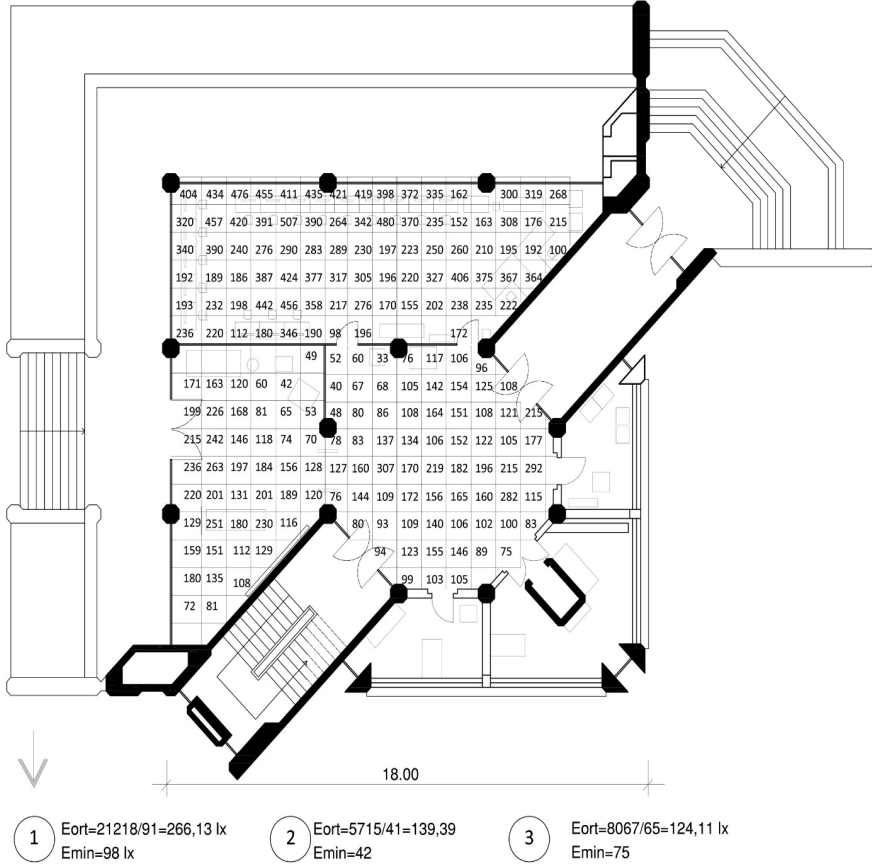 404 434 476 455 411 435 421 419 398 372 335 162 300 319 268
320 457 420 391 507 390 264 342 480 370 235 152 163 308 176 215
340 390 240 276 290 283 289 230 197 223 250 260 210 195 192 100
192 189 186 387 424 377 317 305 196 220 327 406 375 367 364
193 232 198 442 456 358 217 276 170 155 202 238 235 222
236 220 112 180 346 190 98 196 172
49 52 60 33 76 117 106 96
171 163 120 60 42 40 67 68 105 142 154 125 108
199 226 168 81 65 53 48 80 86 108 164 151 108 121 215
215 242 146 118 74 70 78 83 137 134 106 152 122 105 177
236 263 197 184 156 128 127 160 307 170 219 182 196 215 292
220 201 131 201 189 120 76 144 109 172 156 165 160 282 115
129 251 180 230 116 80 93 109 140 106 102 100 83
159 151 112 129 94 123 155 146 89 75
180 135 108 99 103 105
72 81
18.00
1 Eort=21218/91=266,13 lx 2 Eort=5715/41=139,39 3 Eort=8067/65=124,11 lx
Emin=98 lx Emin=42 Emin=75